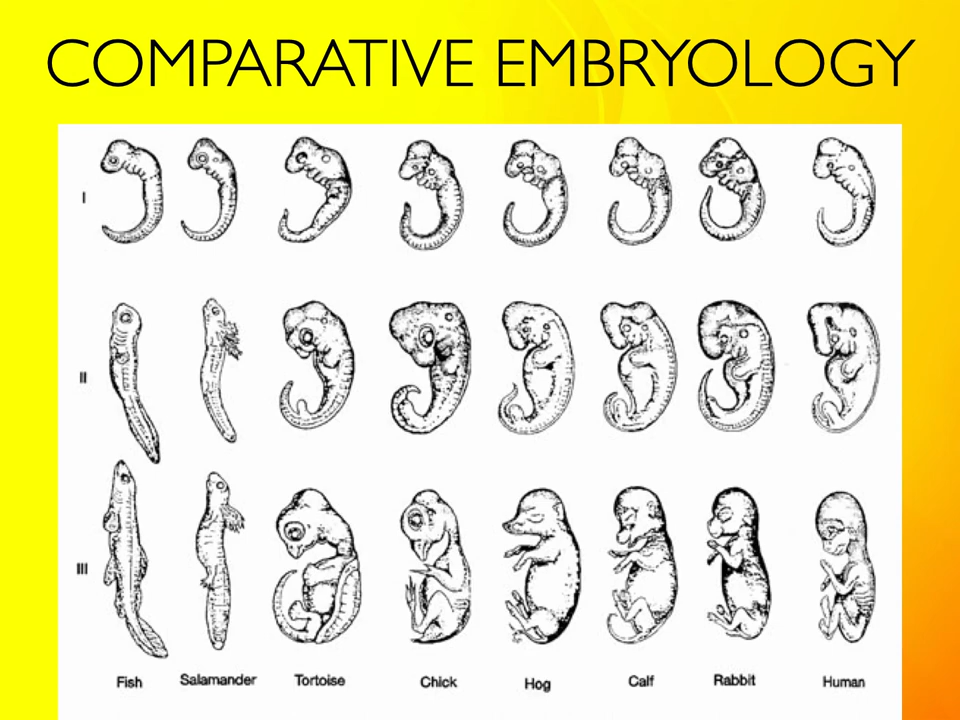 COMPARATIVE EMBRYOLOGY
I
II
III
Fish Salamander Tortoise Chick Hog Calf Rabbit Human